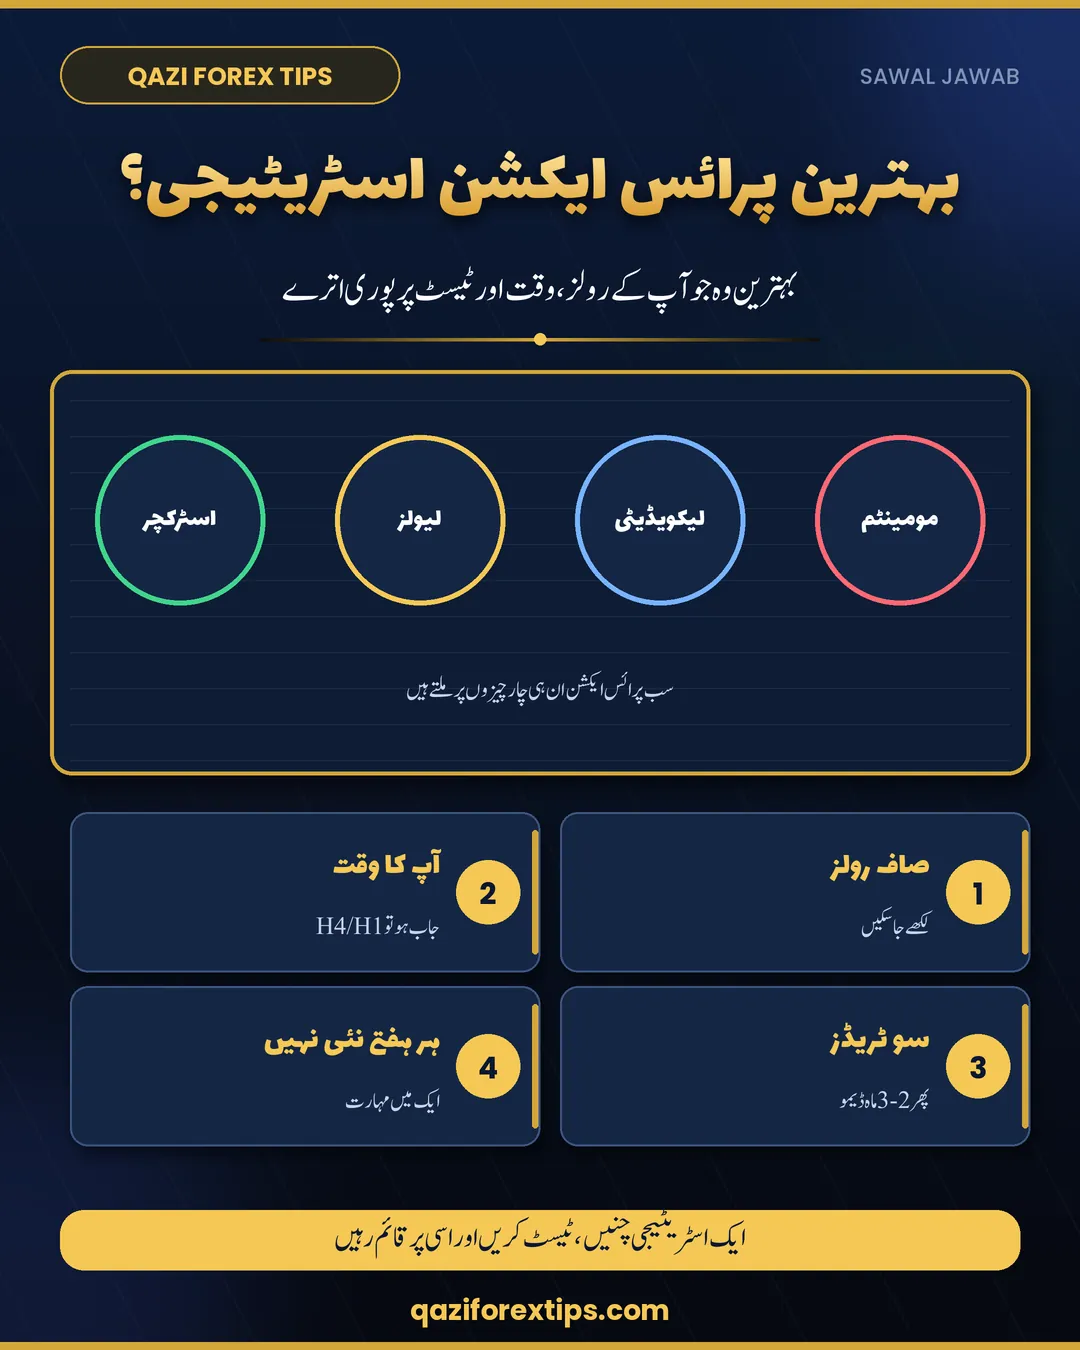 QAZI FOREX TIPS
SAWAL JAWAB
بہترین پرائس ایکشن اسٹریٹیجی؟
بہترین وہ جو آپ کے رولز، وقت اور ٹیسٹ پر پوری اترے
مومینٹم
لیکویڈیٹی
لیولز
اسٹرکچر
سب پرائس ایکشن ان ہی چار چیزوں پر ملتے ہیں
1
صاف رولز
لکھے جا سکیں
2
آپ کا وقت
جاب ہو تو H4/H1
3
سو ٹریڈز
پھر 2-3 ماہ ڈیمو
4
ہر ہفتے نئی نہیں
ایک میں مہارت
ایک اسٹریٹیجی چنیں، ٹیسٹ کریں اور اسی پر قائم رہیں
qaziforextips.com